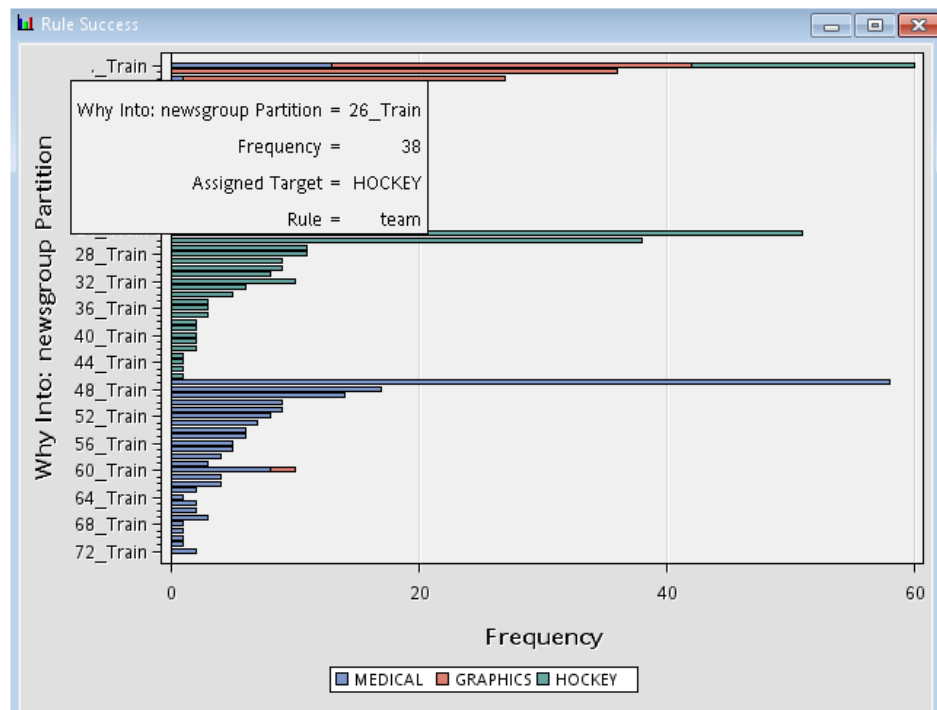 Rule Success
._Train
Why Into: newsgroup Partition = 26_Train
Frequency = 38
Assigned Target = HOCKEY
Rule = team
28_Train
32_Train
36_Train
40_Train
44_Train
48_Train
52_Train
56_Train
60_Train
64_Train
68_Train
72_Train
Why Into: newsgroup Partition
0 20 40 60
Frequency
MEDICAL GRAPHICS HOCKEY